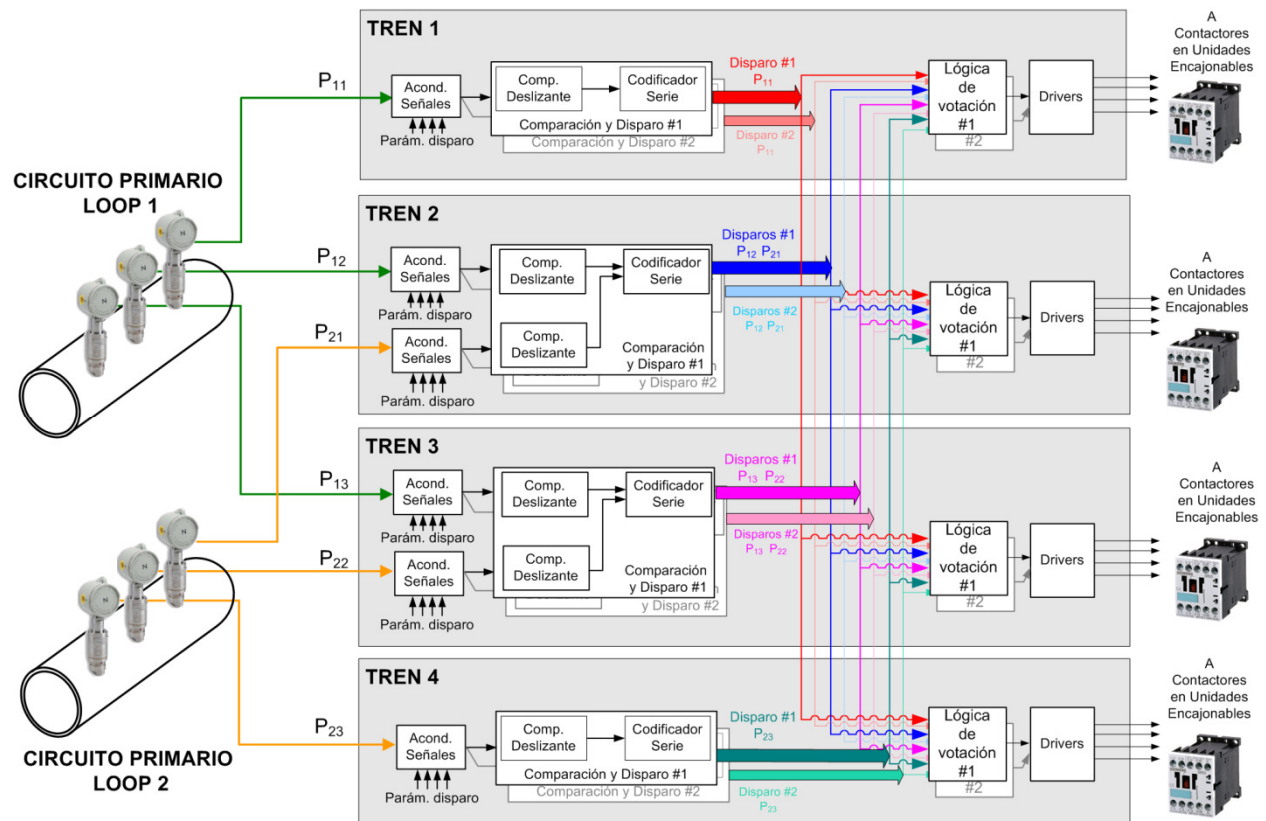 TREN 1
P11
Acond.
Señales
Parám. disparo
Comp.
Deslizante
Codificador
Serie
Comparación y Disparo #1
Comparación y Disparo #2
Disparo #1
P11
Disparo #2
P11
Lógica
de
votación
#1
#2
Drivers
A
Contactores
en Unidades
Encajonables
CIRCUITO PRIMARIO
LOOP 1
TREN 2
P12
Acond.
Señales
Parám. disparo
P21
Acond.
Señales
Parám. disparo
Comp.
Deslizante
Codificador
Serie
Comp.
Deslizante
Comparación
y Disparo #1
y Disparo #2
Disparos #1
P12 P21
Disparos #2
P12 P21
Lógica
de
votación
#1
#2
Drivers
A
Contactores
en Unidades
Encajonables
TREN 3
P13
Acond.
Señales
Parám. disparo
P22
Acond.
Señales
Parám. disparo
Comp.
Deslizante
Codificador
Serie
Comp.
Deslizante
Comparación
y Disparo #1
y Disparo #2
Disparos #1
P13 P22
Disparos #2
P13 P22
Lógica
de
votación
#1
#2
Drivers
A
Contactores
en Unidades
Encajonables
TREN 4
P23
Acond.
Señales
Parám. disparo
Comp.
Deslizante
Codificador
Serie
Comparación y Disparo #1
Comparación y Disparo #2
Disparo #1
P23
Disparo #2
P23
Lógica
de
votación
#1
#2
Drivers
A
Contactores
en Unidades
Encajonables
CIRCUITO PRIMARIO
LOOP 2